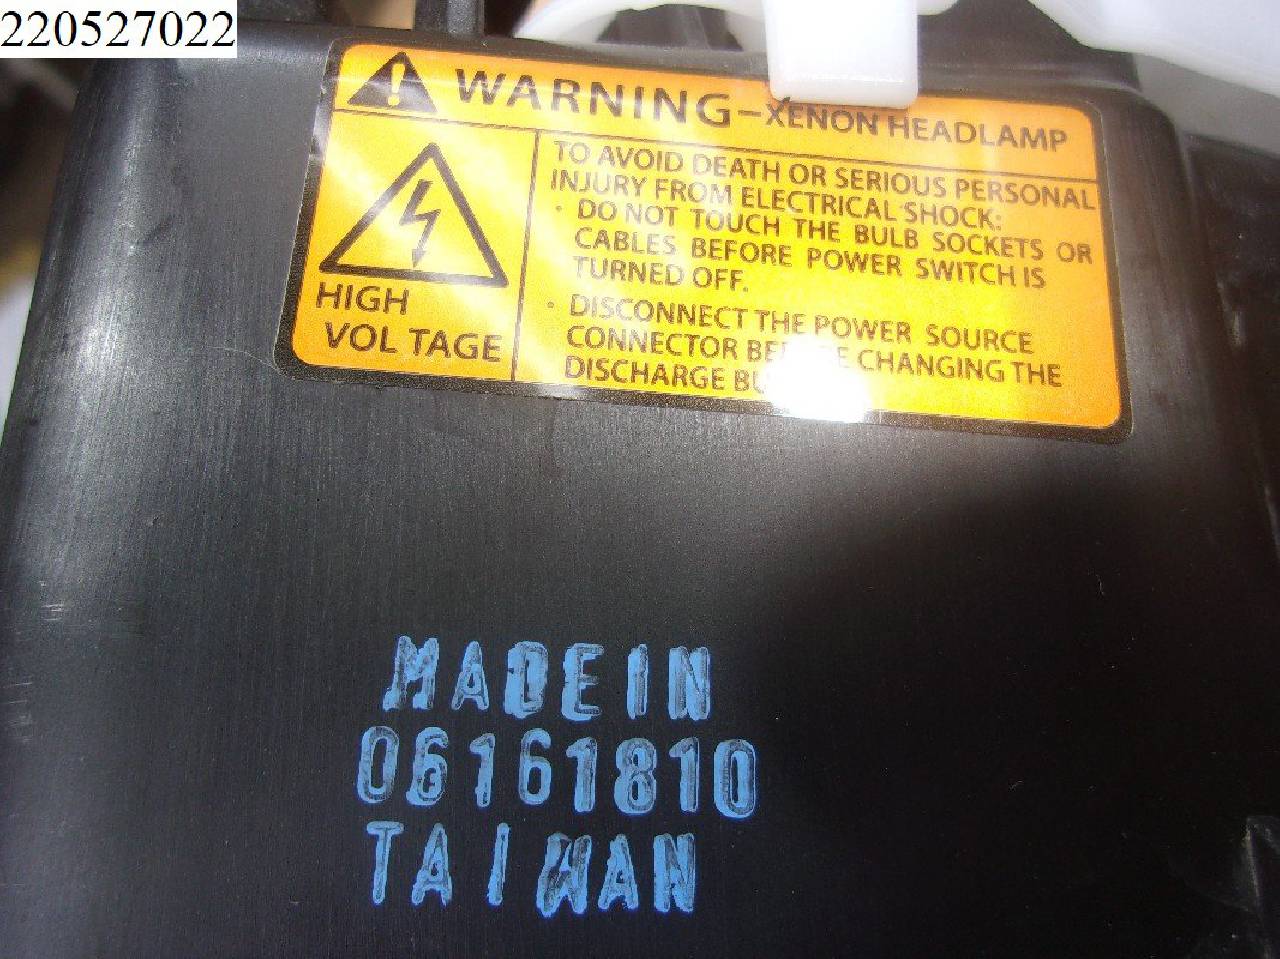 220527022
WARNING-XENON HEADLAMP
TO AVOID DEATH OR SERIOUS PERSONAL
INJURY FROM ELECTRICAL SHOCK:
· DO NOT TOUCH THE BULB SOCKETS OR
CABLES BEFORE POWER SWITCH IS
TURNED OFF.
· DISCONNECT THE POWER SOURCE
CONNECTOR CHANGING THE
DISCHARGE
HIGH
VOL TAGE
MADE IN
06161810
TAIWAN